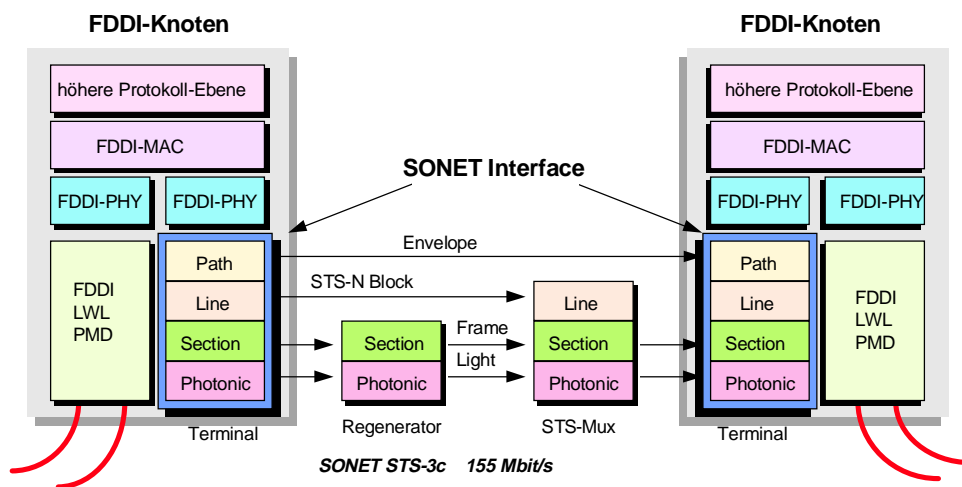 FDDI-Knoten
FDDI-Knoten
höhere Protokoll-Ebene
höhere Protokoll-Ebene
FDDI-MAC
FDDI-MAC
SONET Interface
FDDI-PHY
FDDI-PHY
FDDI-PHY
FDDI-PHY
Envelope
Path
Path
STS-N Block
FDDI
LWL
PMD
Line
Line
Line
FDDI
LWL
PMD
Frame
Section
Section
Section
Section
Light
Photonic
Photonic
Photonic
Photonic
Terminal
Regenerator
STS-Mux
Terminal
SONET STS-3c 155 Mbit/s